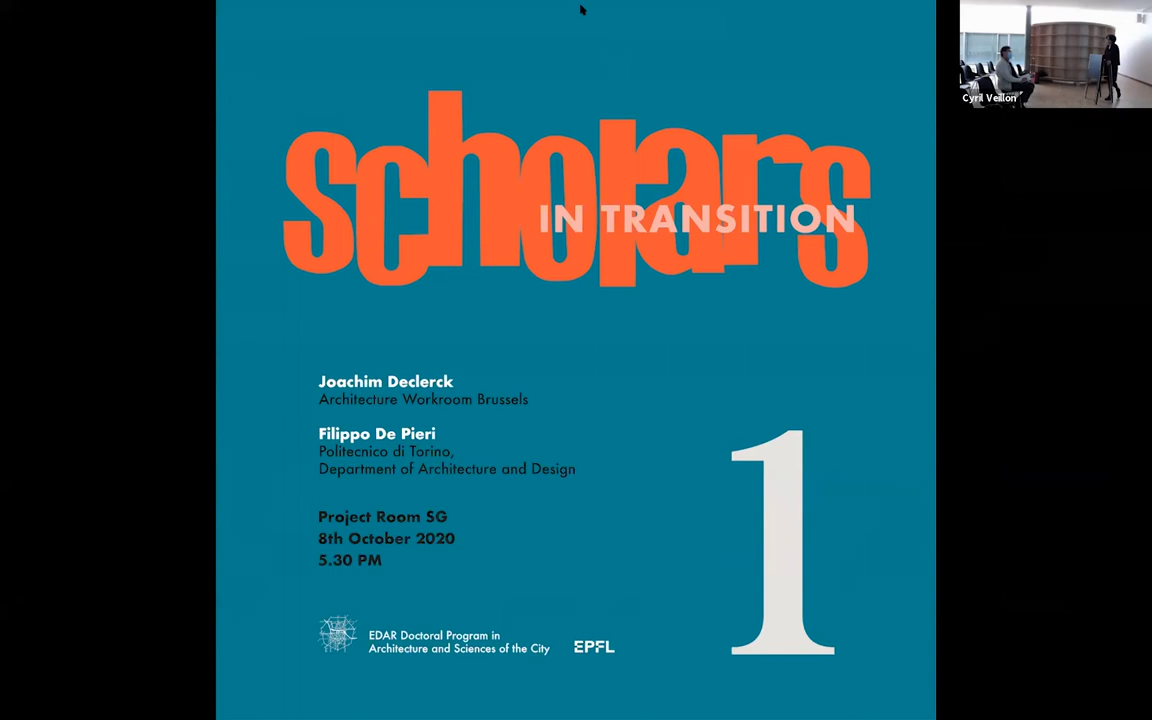 scholars
IN TRANSITION
Joachim Declerck
Architecture Workroom Brussels
Filippo De Pieri
Politecnico di Torino,
Department of Architecture and Design
Project Room SG
8th October 2020
5.30 PM
1
EDAR Doctoral Program in
Architecture and Sciences of the City
EPFL
Cyril Veillon